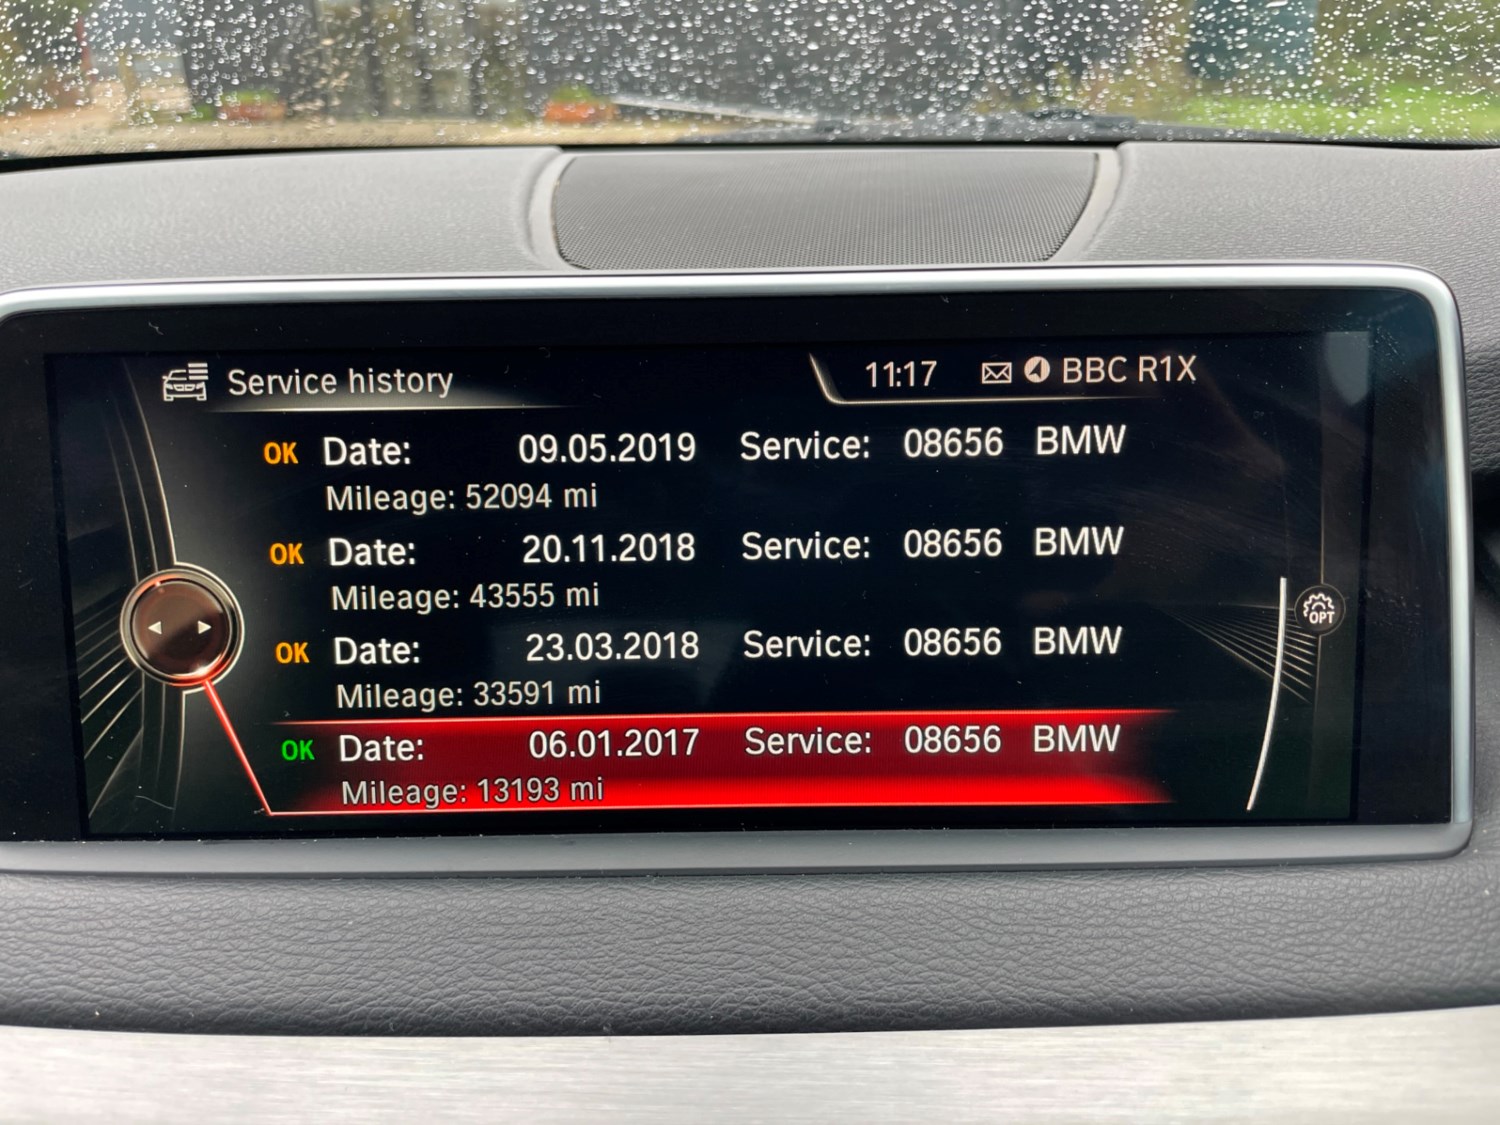 Service history 11:17 BBC R1X
OK Date: 09.05.2019 Service: 08656 BMW
Mileage: 52094 mi
OK Date: 20.11.2018 Service: 08656 BMW
Mileage: 43555 mi
OK Date: 23.03.2018 Service: 08656 BMW
Mileage: 33591 mi
OPT
OK Date: 06.01.2017 Service: 08656 BMW
Mileage: 13193 mi